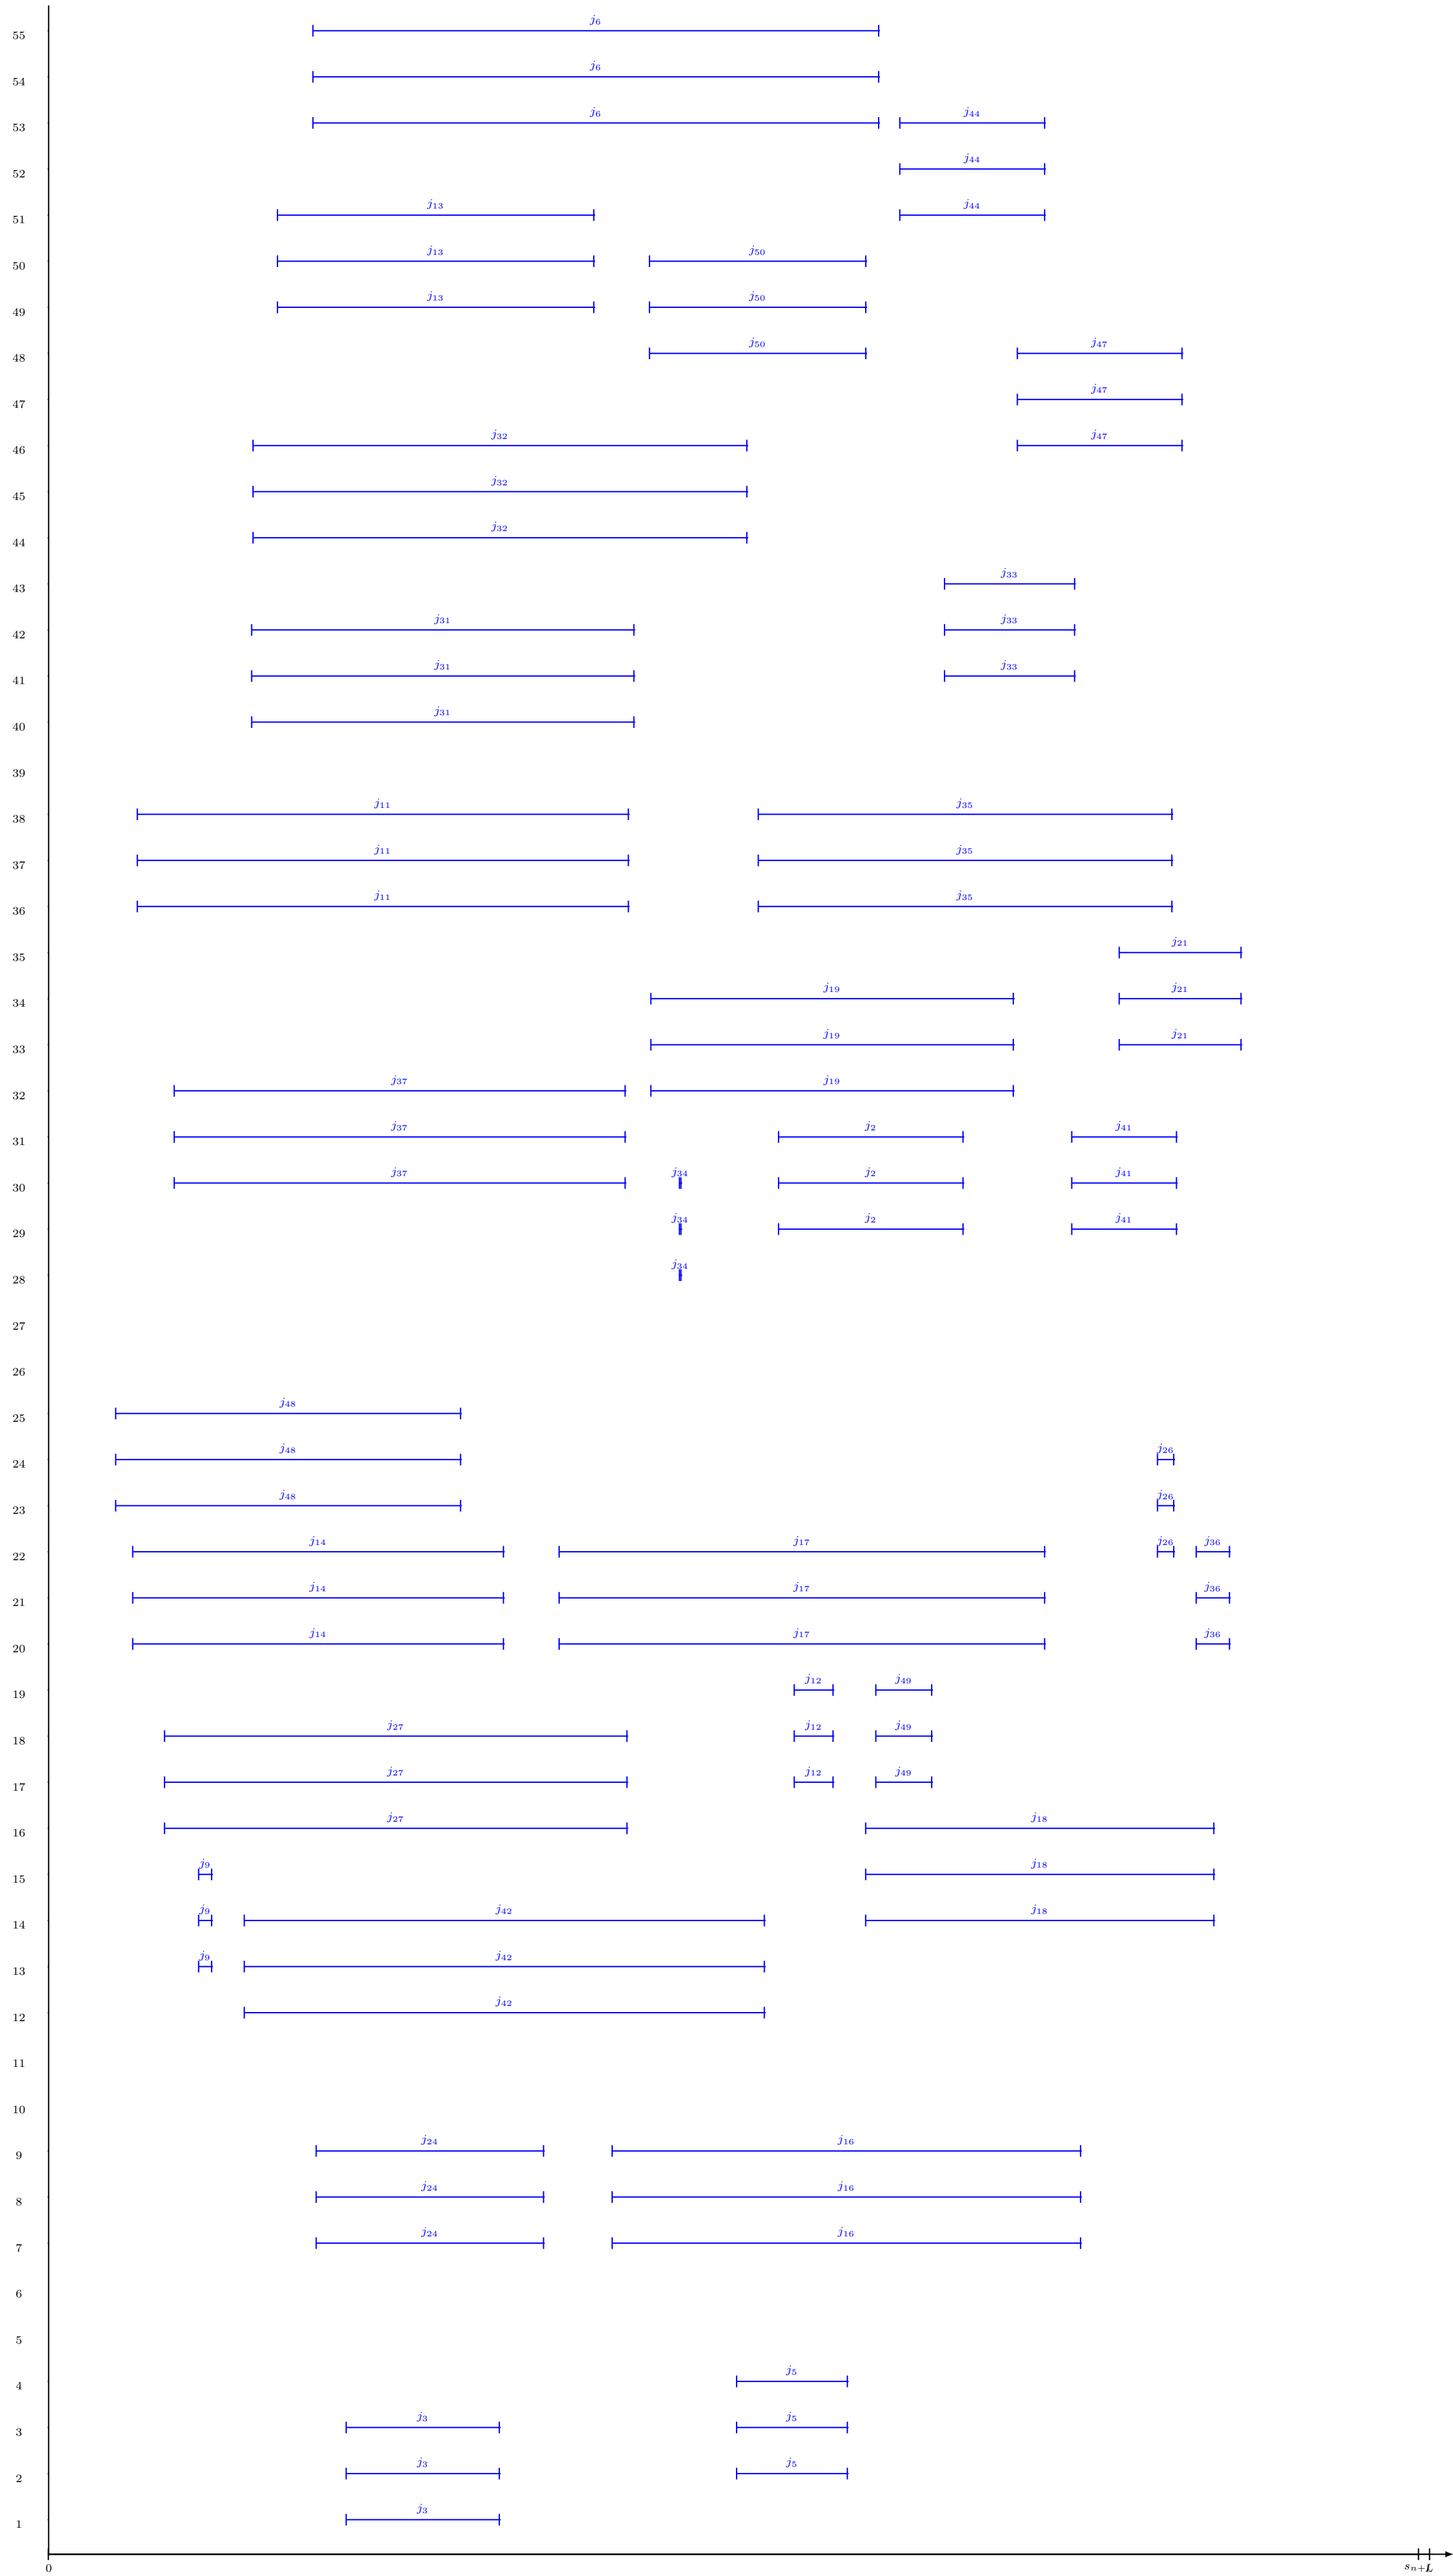 55 j₆
54 j₆
53 j₆ j₄₄
52 j₄₄
51 j₁₃ j₄₄
50 j₁₃ j₅₀
49 j₁₃ j₅₀
48 j₅₀ j₄₇
47 j₄₇
46 j₃₂ j₄₇
45 j₃₂
44 j₃₂
43 j₃₃
42 j₃₁ j₃₃
41 j₃₁ j₃₃
40 j₃₁
39
38 j₁₁ j₃₅
37 j₁₁ j₃₅
36 j₁₁ j₃₅
35 j₂₁
34 j₁₉ j₂₁
33 j₁₉ j₂₁
32 j₃₇ j₁₉
31 j₃₇ j₂ j₄₁
30 j₃₇ j₃₄ j₂ j₄₁
29 j₃₄ j₂ j₄₁
28 j₃₄
27
26
25 j₄₈
24 j₄₈ j₂₆
23 j₄₈ j₂₆
22 j₁₄ j₁₇ j₂₆ j₃₆
21 j₁₄ j₁₇ j₃₆
20 j₁₄ j₁₇ j₃₆
19 j₁₂ j₄₉
18 j₂₇ j₁₂ j₄₉
17 j₂₇ j₁₂ j₄₉
16 j₂₇ j₁₈
15 j₉ j₁₈
14 j₉ j₄₂ j₁₈
13 j₉ j₄₂
12 j₄₂
11
10
9 j₂₄ j₁₆
8 j₂₄ j₁₆
7 j₂₄ j₁₆
6
5
4 j₅
3 j₃ j₅
2 j₃ j₅
1 j₃
0 sₙ₊L